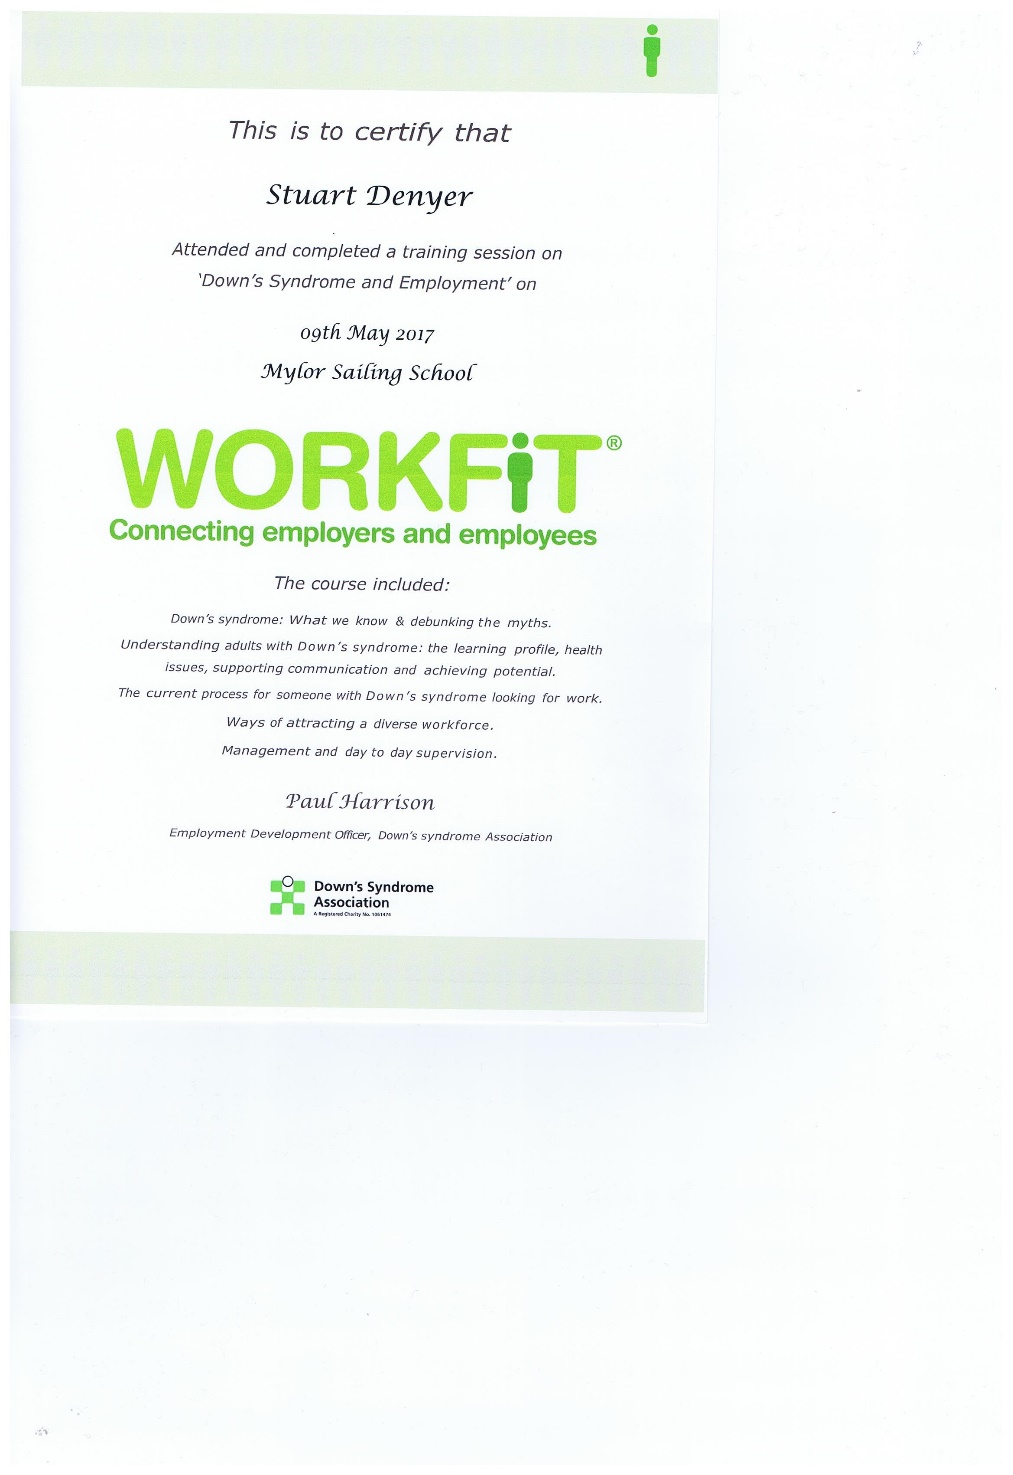 This is to certify that
Stuart Denyer
Attended and completed a training session on
‘Down’s Syndrome and Employment’ on
09th May 2017
Mylor Sailing School
WORKFiT®
Connecting employers and employees
The course included:
Down’s syndrome: What we know & debunking the myths.
Understanding adults with Down’s syndrome: the learning profile, health
issues, supporting communication and achieving potential.
The current process for someone with Down’s syndrome looking for work.
Ways of attracting a diverse workforce.
Management and day to day supervision.
Paul Harrison
Employment Development Officer, Down’s syndrome Association
Down’s Syndrome
Association
A Registered Charity No. 1061474